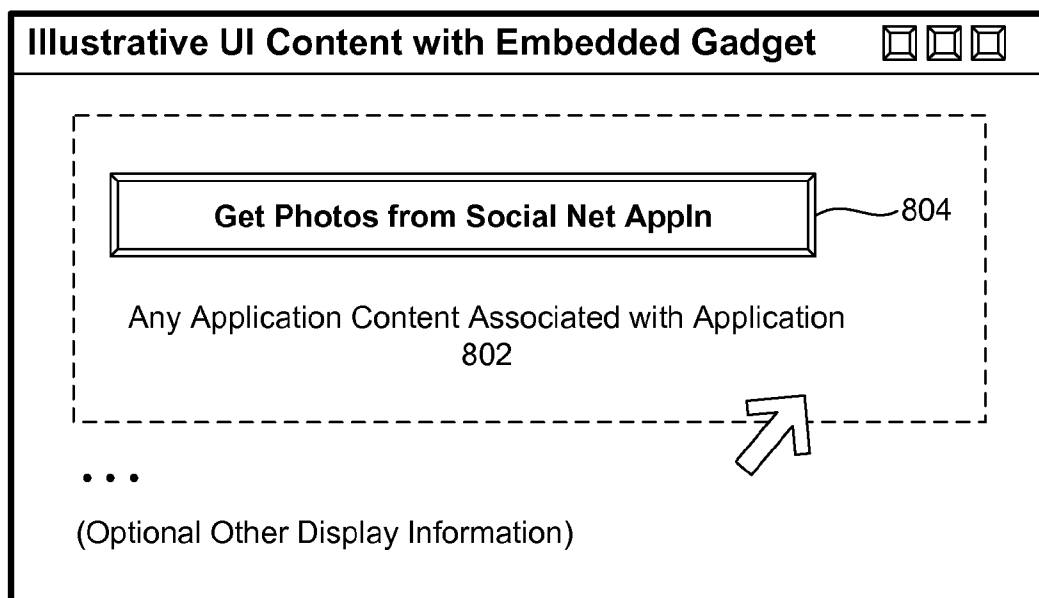 Illustrative UI Content with Embedded Gadget
Get Photos from Social Net Appln
804
Any Application Content Associated with Application
802
• • •
(Optional Other Display Information)